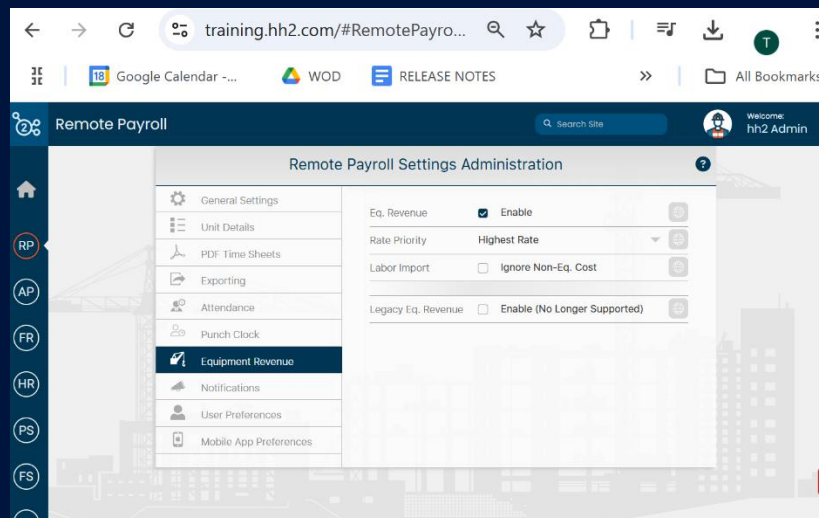 training.hh2.com/#RemotePayro...
T
18 Google Calendar -...
WOD
RELEASE NOTES
»
All Bookmarks
Remote Payroll
Search Site
Welcome:
hh2 Admin
Remote Payroll Settings Administration
?
General Settings
Unit Details
PDF Time Sheets
Exporting
Attendance
Punch Clock
Equipment Revenue
Notifications
User Preferences
Mobile App Preferences
Eq. Revenue Enable
Rate Priority Highest Rate
Labor Import Ignore Non-Eq. Cost
Legacy Eq. Revenue Enable (No Longer Supported)
RP
AP
FR
HR
PS
FS